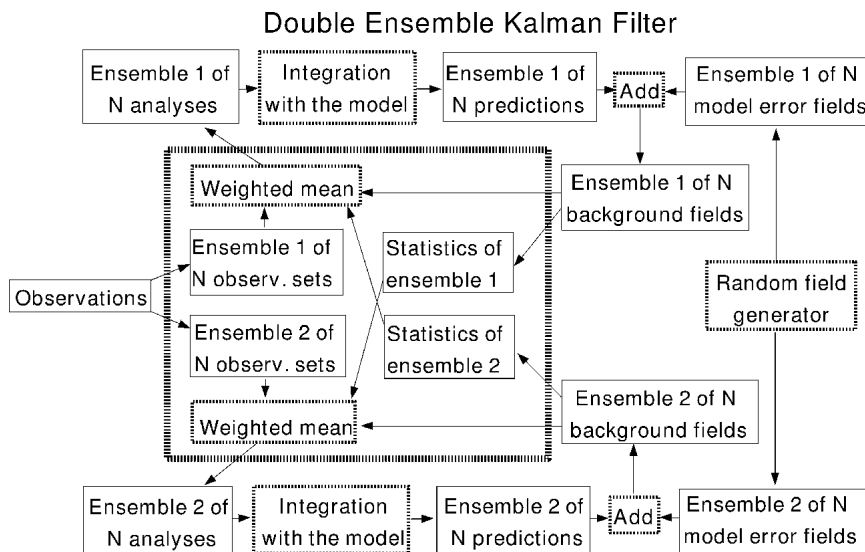 Double Ensemble Kalman Filter
Ensemble 1 of
N analyses
Integration
with the model
Ensemble 1 of
N predictions
Add
Ensemble 1 of N
model error fields
Weighted mean
Ensemble 1 of N
background fields
Ensemble 1 of
N observ. sets
Statistics of
ensemble 1
Observations
Random field
generator
Ensemble 2 of
N observ. sets
Statistics of
ensemble 2
Weighted mean
Ensemble 2 of N
background fields
Ensemble 2 of
N analyses
Integration
with the model
Ensemble 2 of
N predictions
Add
Ensemble 2 of N
model error fields